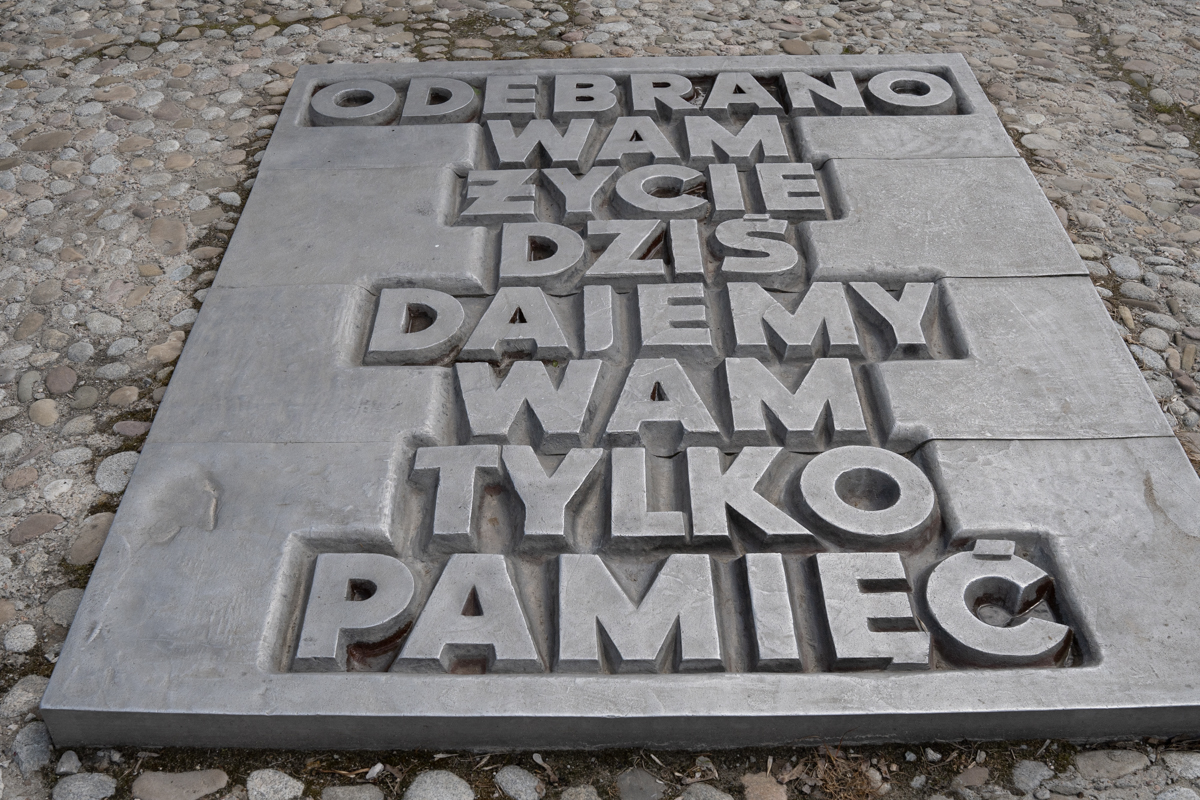 ODEBRANO
WAM
ŻYCIE
DZIŚ
DAJEMY
WAM
TYLKO
PAMIĘĆ